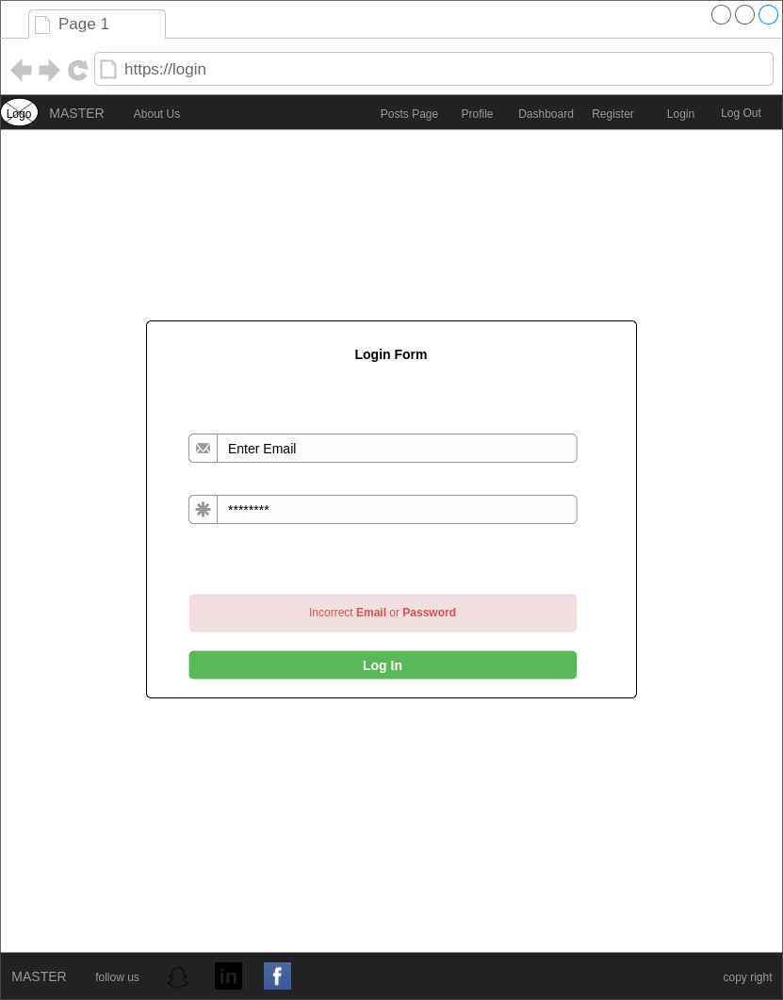 Page 1
https://login
Logo MASTER About Us Posts Page Profile Dashboard Register Login Log Out
Login Form
Enter Email
********
Incorrect Email or Password
Log In
MASTER follow us in f copy right